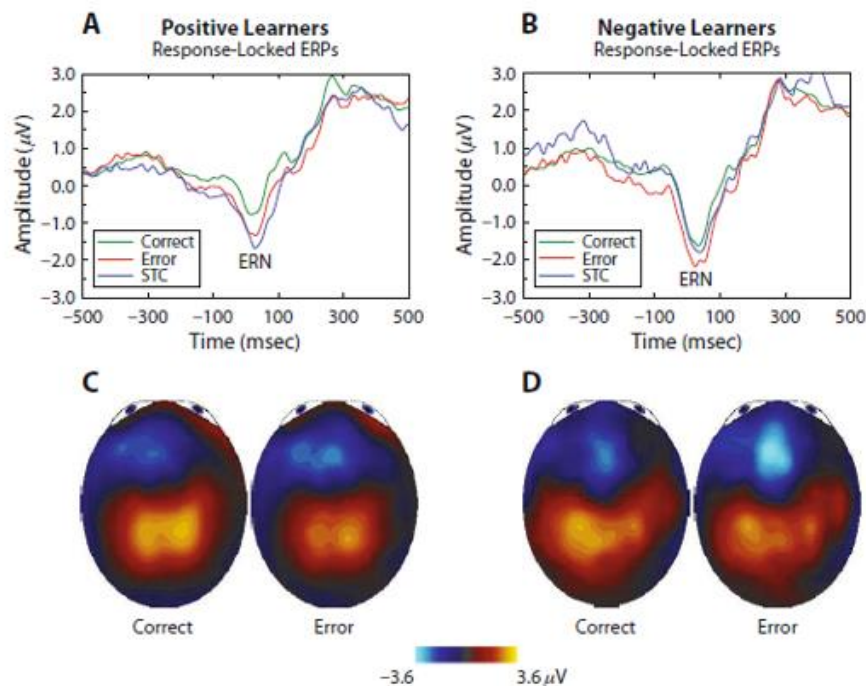 A
Positive Learners
Response-Locked ERPs
Amplitude (μV)
3.0
2.0
1.0
0.0
−1.0
−2.0
−3.0
Correct
Error
STC
ERN
−500
−300
−100
100
300
500
Time (msec)
B
Negative Learners
Response-Locked ERPs
Amplitude (μV)
3.0
2.0
1.0
0.0
−1.0
−2.0
−3.0
Correct
Error
STC
ERN
−500
−300
−100
100
300
500
Time (msec)
C
Correct
Error
D
Correct
Error
−3.6
3.6 μV